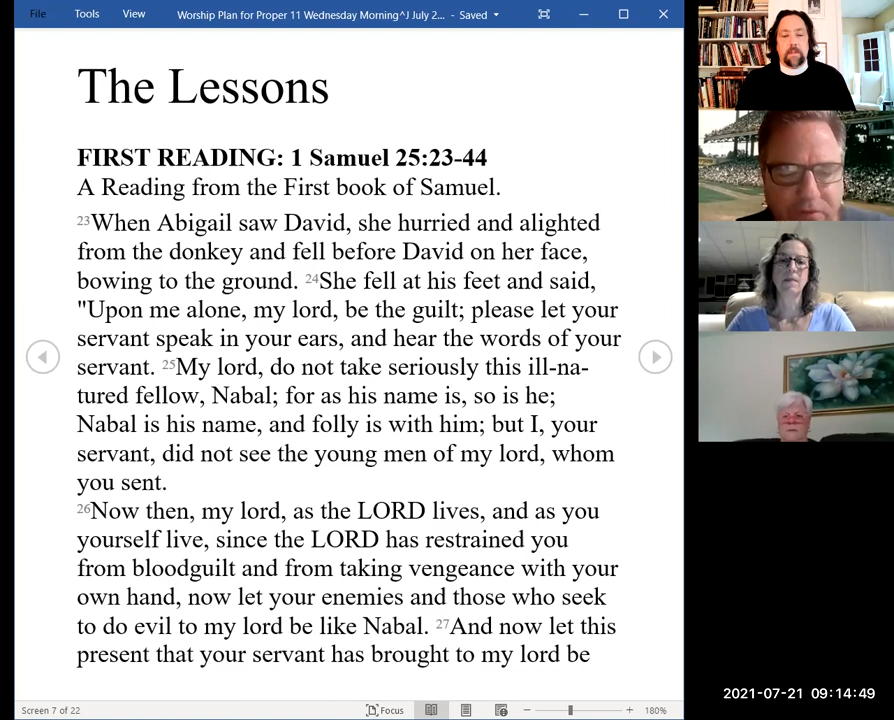 File Tools View Worship Plan for Proper 11 Wednesday Morning^J July 2... - Saved
The Lessons
FIRST READING: 1 Samuel 25:23-44
A Reading from the First book of Samuel.
23When Abigail saw David, she hurried and alighted
from the donkey and fell before David on her face,
bowing to the ground. 24She fell at his feet and said,
"Upon me alone, my lord, be the guilt; please let your
servant speak in your ears, and hear the words of your
servant. 25My lord, do not take seriously this ill-na-
tured fellow, Nabal; for as his name is, so is he;
Nabal is his name, and folly is with him; but I, your
servant, did not see the young men of my lord, whom
you sent.
26Now then, my lord, as the LORD lives, and as you
yourself live, since the LORD has restrained you
from bloodguilt and from taking vengeance with your
own hand, now let your enemies and those who seek
to do evil to my lord be like Nabal. 27And now let this
present that your servant has brought to my lord be
2021-07-21 09:14:49
Screen 7 of 22 Focus 180%